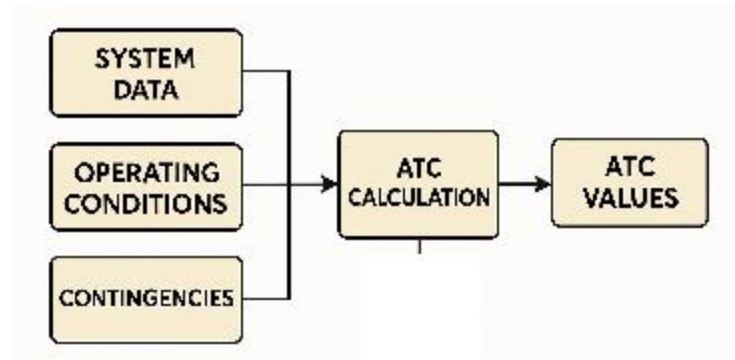 SYSTEM
DATA
OPERATING
CONDITIONS
CONTINGENCIES
ATC
CALCULATION
ATC
VALUES